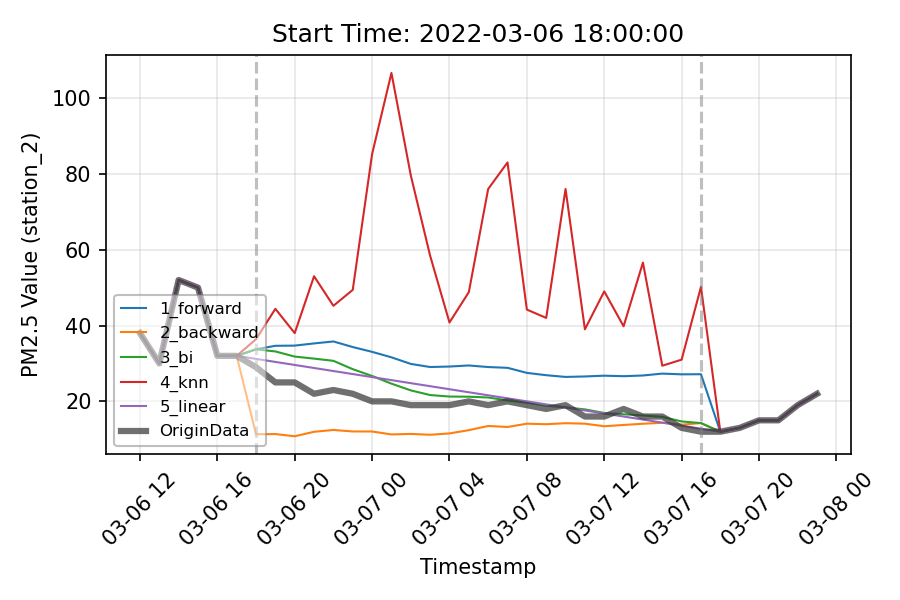 Start Time: 2022-03-06 18:00:00
PM2.5 Value (station_2)
100
80
60
40
20
1_forward
2_backward
3_bi
4_knn
5_linear
OriginData
03-06 12
03-06 16
03-06 20
03-07 00
03-07 04
03-07 08
03-07 12
03-07 16
03-07 20
03-08 00
Timestamp